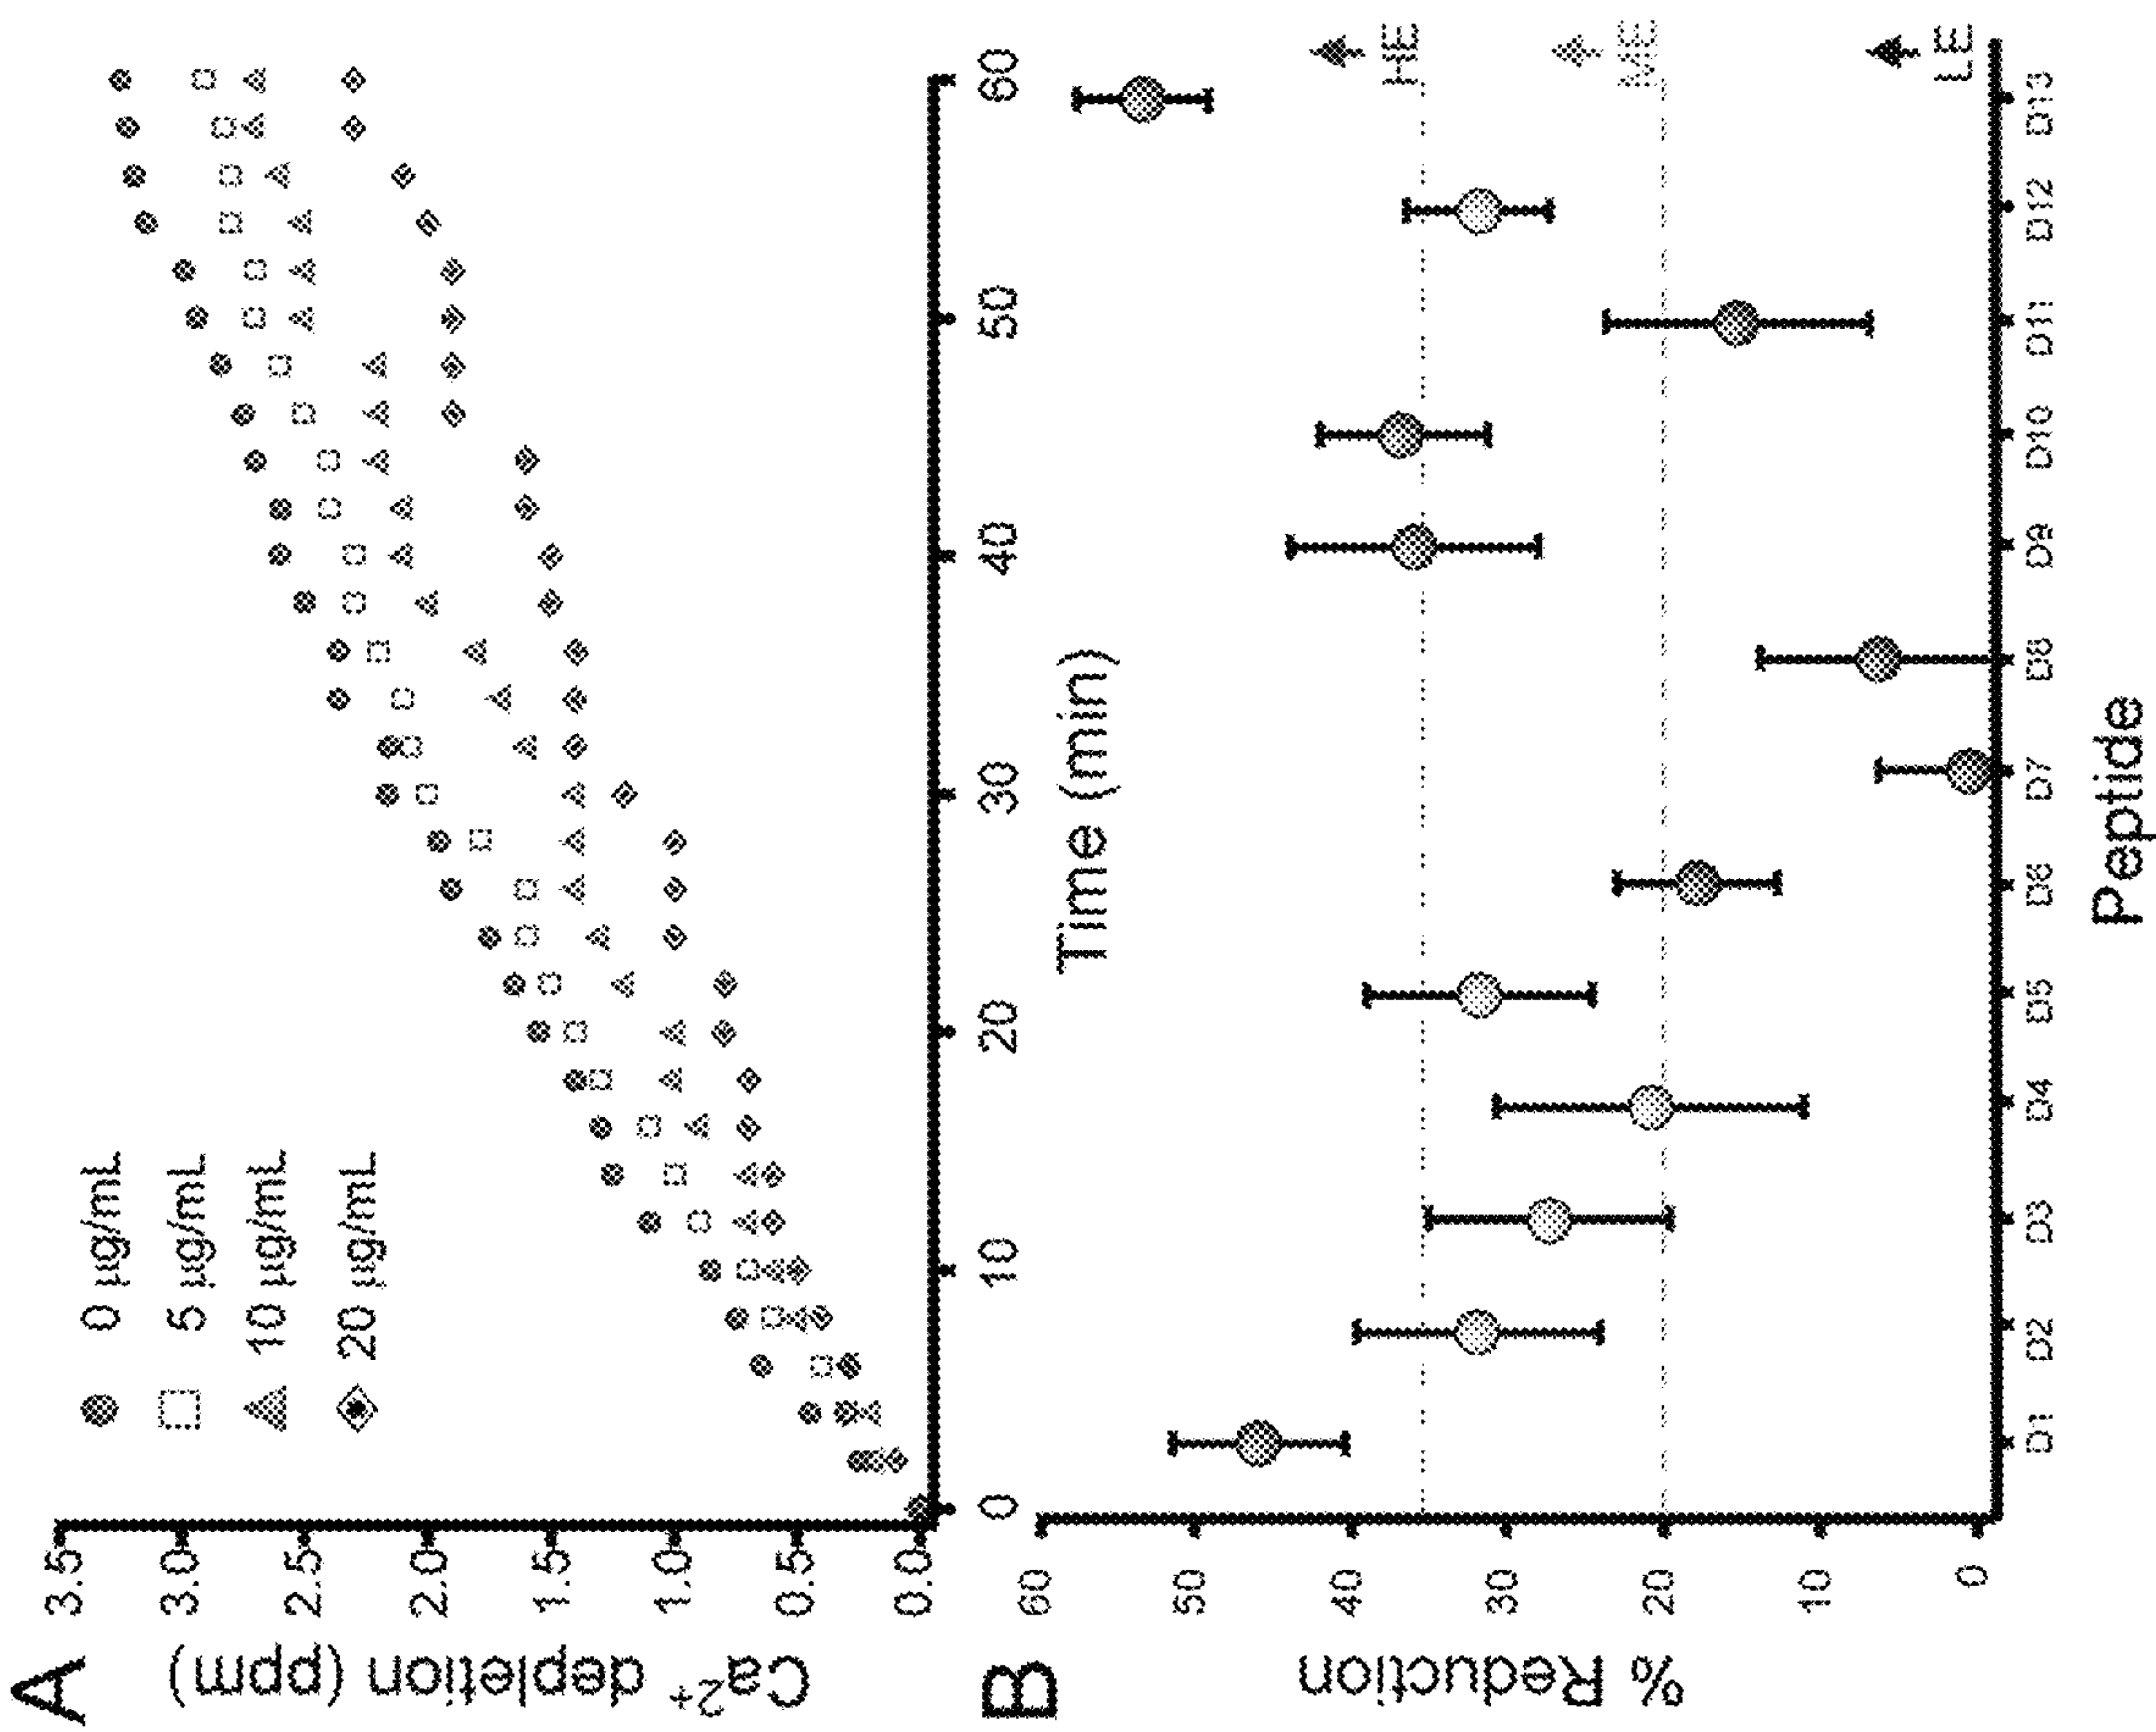 A
0 µg/mL
5 µg/mL
10 µg/mL
20 µg/mL
Ca²⁺ depletion (ppm)
3.5
3.0
2.5
2.0
1.5
1.0
0.5
0.0
0 10 20 30 40 50 60
Time (min)
B
% Reduction
60
50
40
30
20
10
0
HE
ME
LE
D1 D2 D3 D4 D5 D6 D7 D8 D9 D10 D11 D12 D13
Peptide